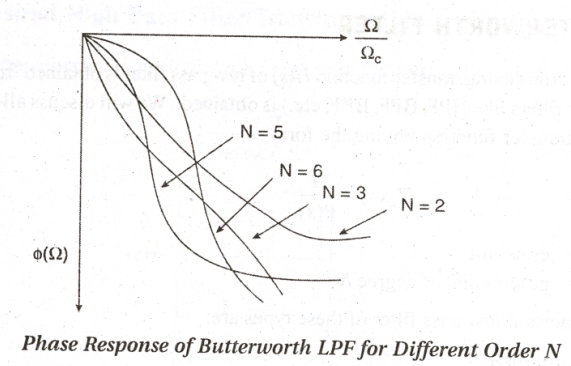 Ω
Ω_c
N = 5
N = 6
N = 3
N = 2
ϕ(Ω)
Phase Response of Butterworth LPF for Different Order N